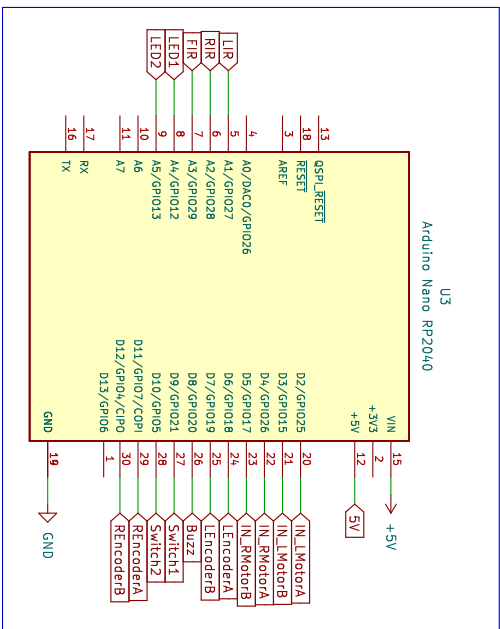 U3
Arduino Nano RP2040
VIN 15 +5V
+3V3 2
+5V 12 5V
13 QSPI_RESET
18 RESET D2/GPIO25 20 IN_LMotorA
3 AREF D3/GPIO15 21 IN_LMotorB
D4/GPIO26 22 IN_RMotorA
4 A0/DAC0/GPIO26 D5/GPIO17 23 IN_RMotorB
LIR 5 A1/GPIO27 D6/GPIO18 24 LEncoderA
RIR 6 A2/GPIO28 D7/GPIO19 25 LEncoderB
FIR 7 A3/GPIO29 D8/GPIO20 26 Buzz
LED1 8 A4/GPIO12 D9/GPIO21 27 Switch1
LED2 9 A5/GPIO13 D10/GPIO5 28 Switch2
10 A6 D11/GPIO7/COPI 29 REncoderA
11 A7 D12/GPIO4/CIPO 30 REncoderB
D13/GPIO6 1
17 RX
16 TX
GND 19 GND